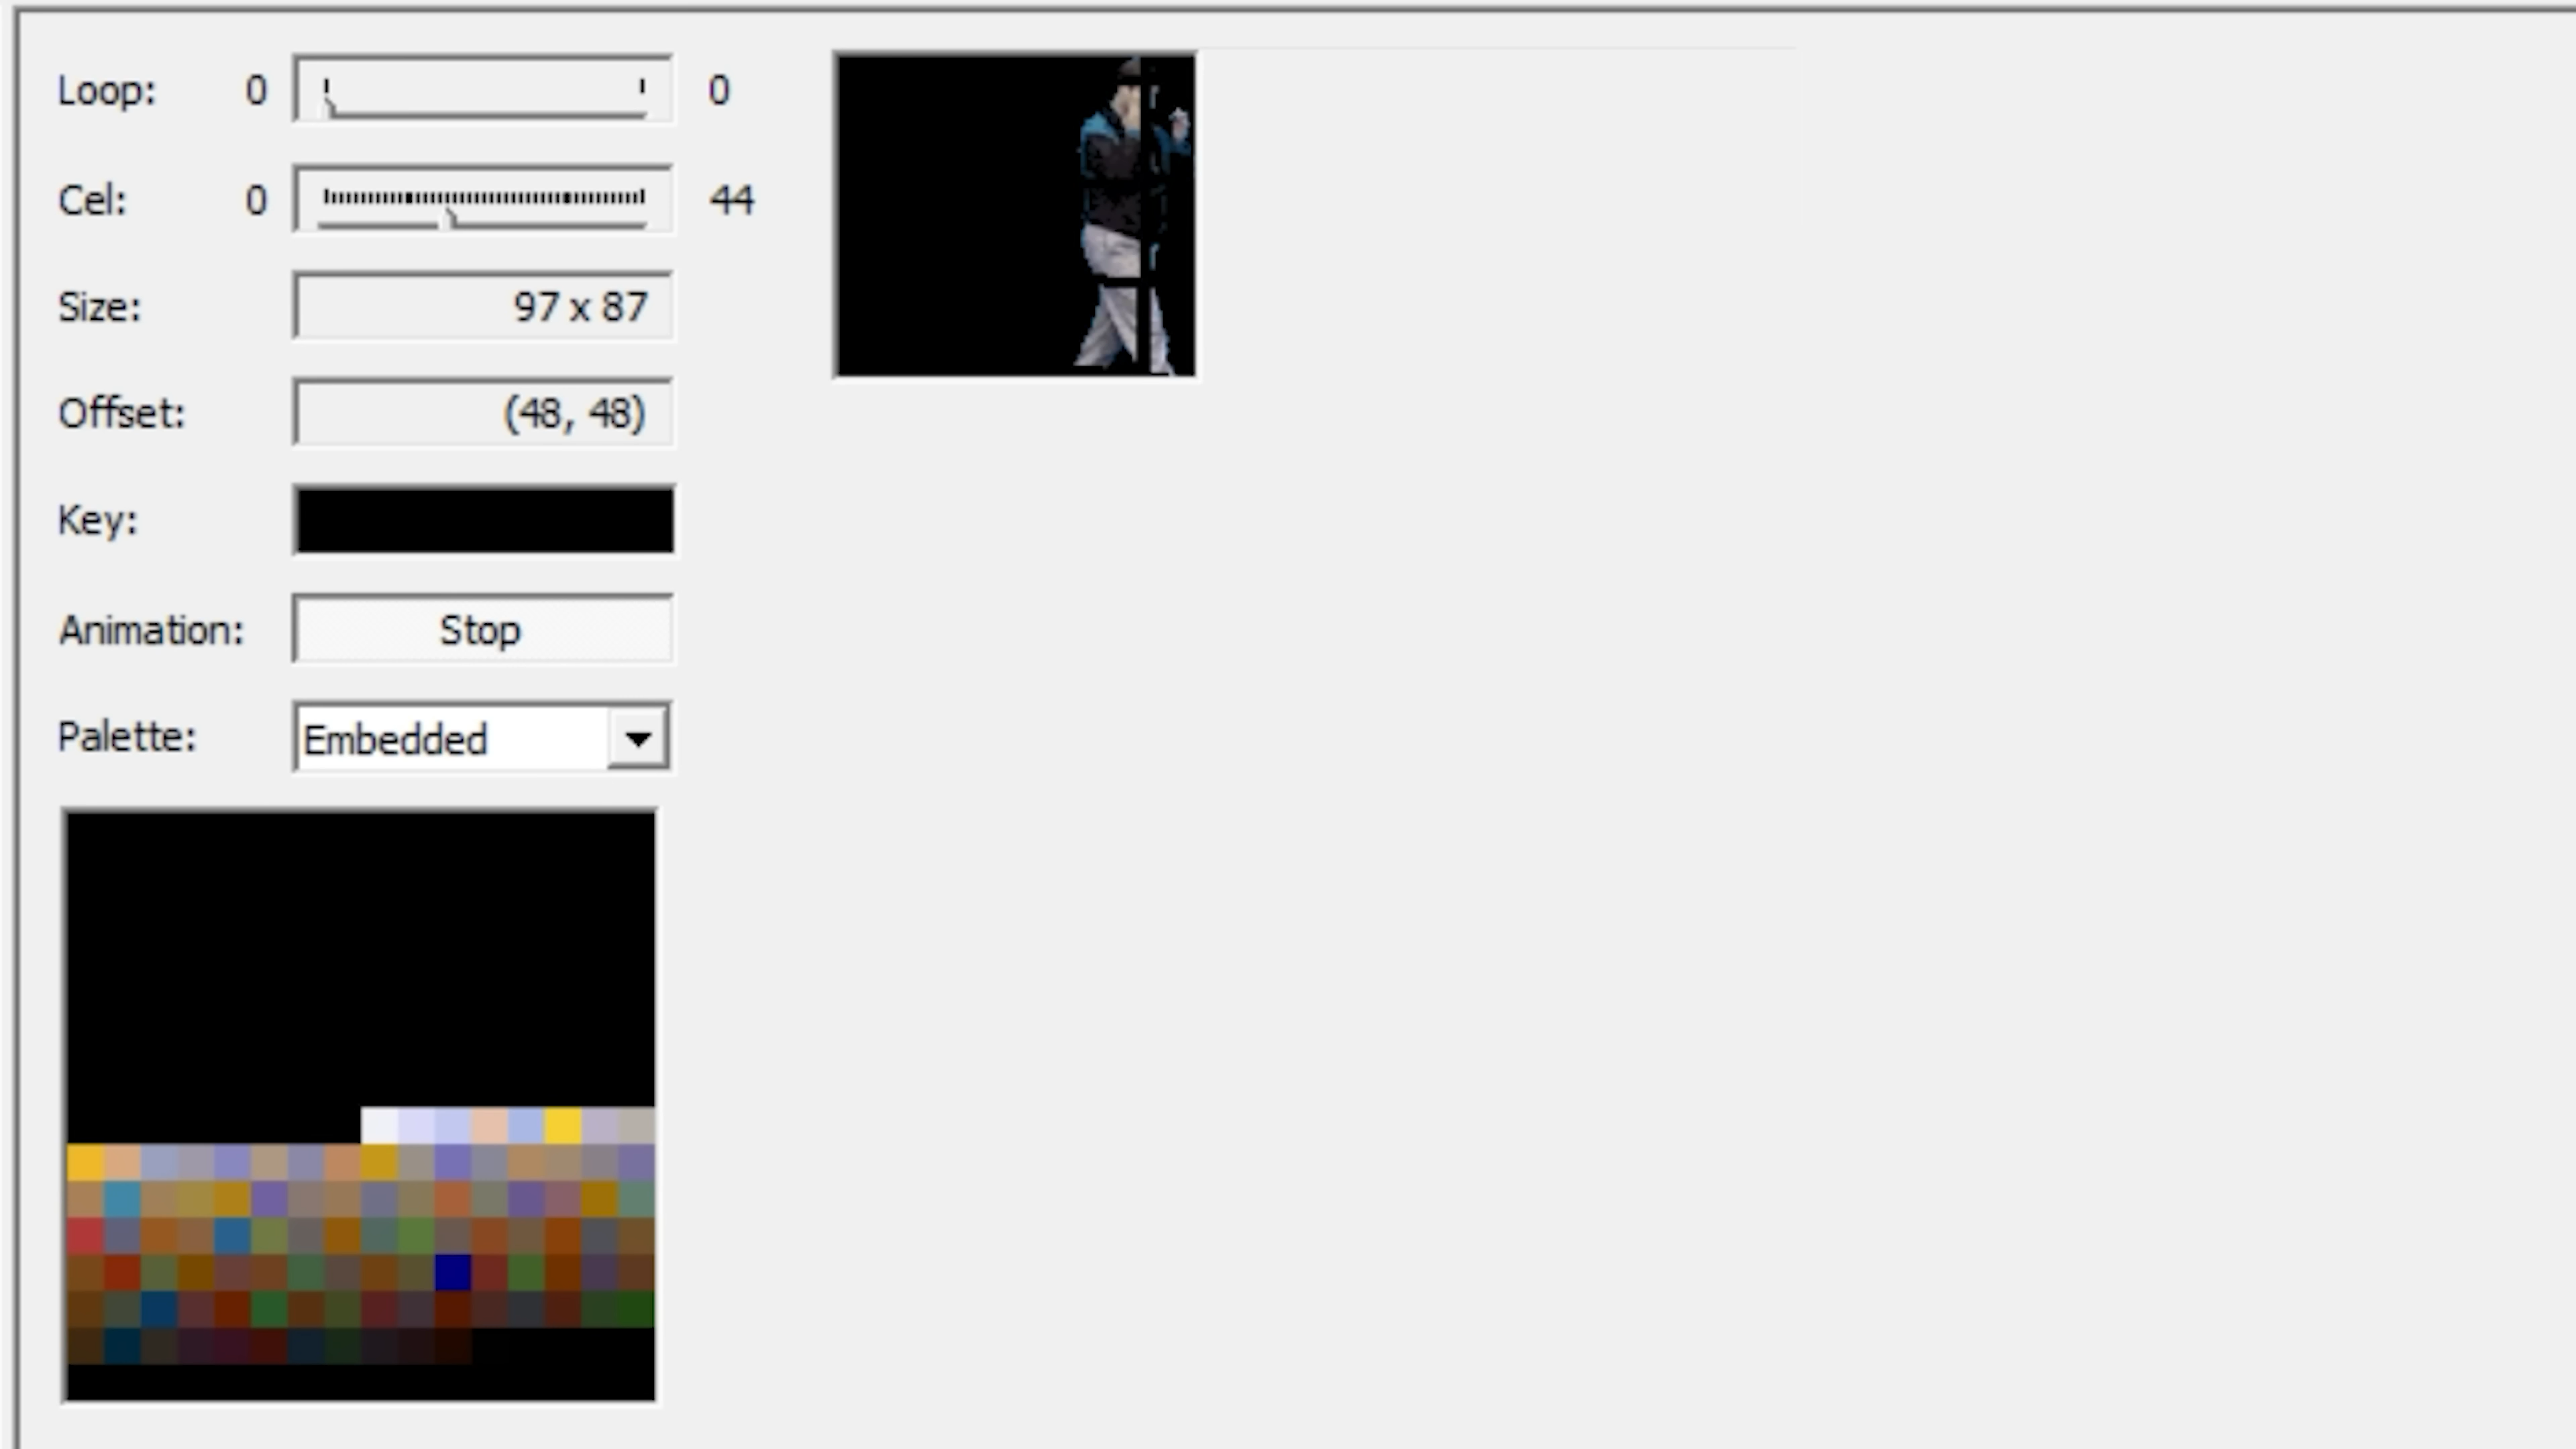 Loop: 0 0
Cel: 0 44
Size: 97 x 87
Offset: (48, 48)
Key:
Animation: Stop
Palette: Embedded